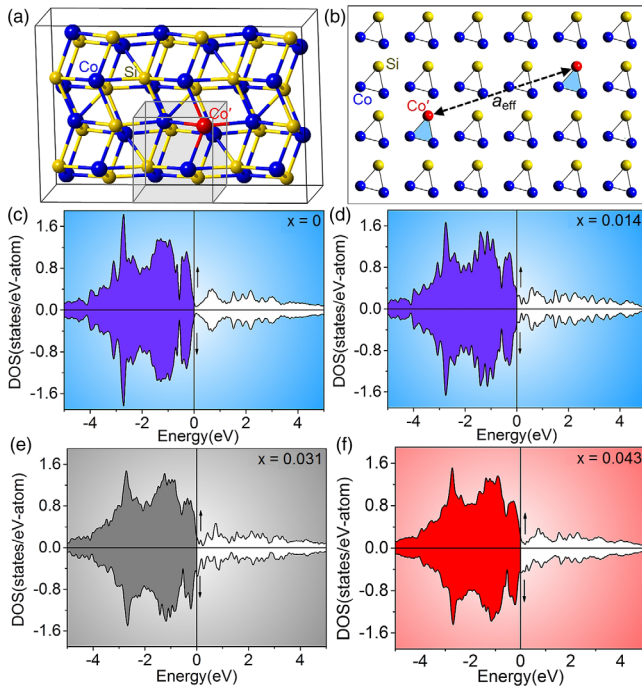 (a)
Co
Si
Co′
(b)
Si
Co
Co′
a_eff
(c)
x = 0
DOS(states/eV-atom)
1.6
0.8
0.0
-0.8
-1.6
-4
-2
0
2
4
Energy(eV)
(d)
x = 0.014
DOS(states/eV-atom)
1.6
0.8
0.0
-0.8
-1.6
-4
-2
0
2
4
Energy(eV)
(e)
x = 0.031
DOS(states/eV-atom)
1.6
0.8
0.0
-0.8
-1.6
-4
-2
0
2
4
Energy(eV)
(f)
x = 0.043
DOS(states/eV-atom)
1.6
0.8
0.0
-0.8
-1.6
-4
-2
0
2
4
Energy(eV)